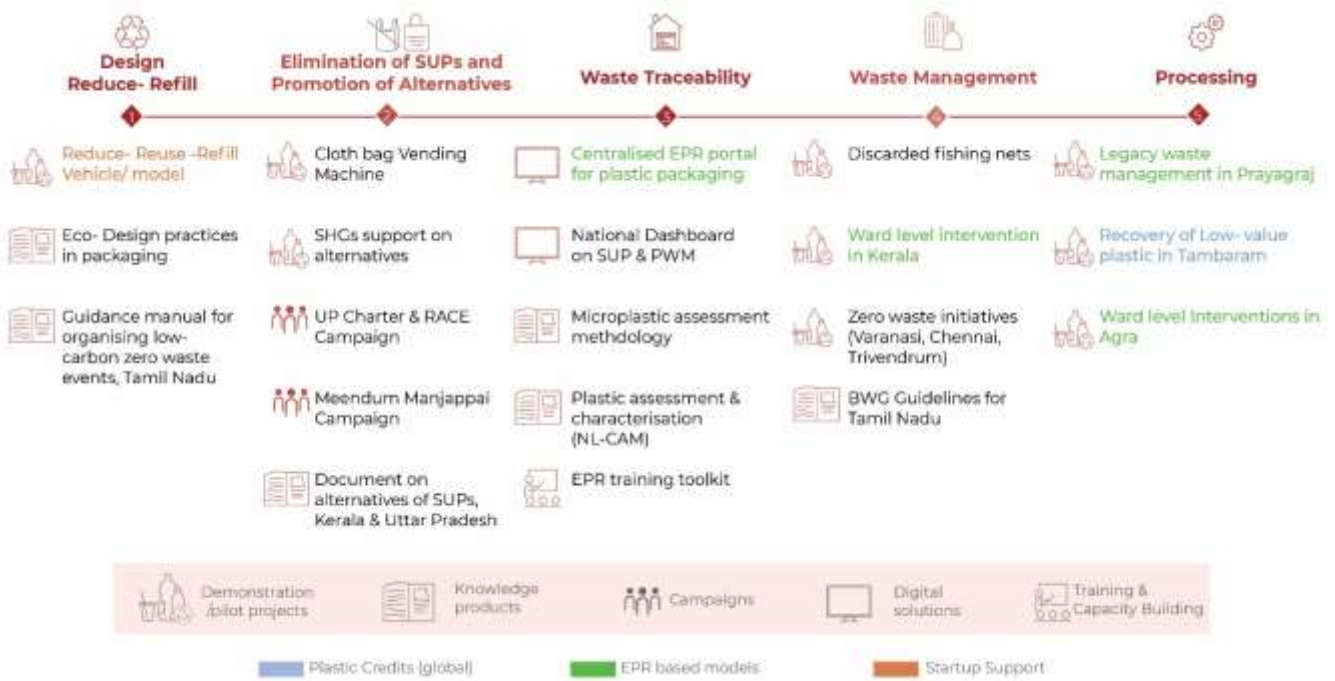 Design
Reduce- Refill
Elimination of SUPs and
Promotion of Alternatives
Waste Traceability
Waste Management
Processing
1
2
3
4
5
Reduce- Reuse -Refill
Vehicle/ model
Eco- Design practices
in packaging
Guidance manual for
organising low-
carbon zero waste
events, Tamil Nadu
Cloth bag Vending
Machine
SHGs support on
alternatives
UP Charter & RACE
Campaign
Meendum Manjappai
Campaign
Document on
alternatives of SUPs,
Kerala & Uttar Pradesh
Centralised EPR portal
for plastic packaging
National Dashboard
on SUP & PWM
Microplastic assessment
methdology
Plastic assessment &
characterisation
(NL-CAM)
EPR training toolkit
Discarded fishing nets
Ward level intervention
in Kerala
Zero waste initiatives
(Varanasi, Chennai,
Trivendrum)
BWG Guidelines for
Tamil Nadu
Legacy waste
management in Prayagraj
Recovery of Low- value
plastic in Tambaram
Ward level Interventions in
Agra
Demonstration
/pilot projects
Knowledge
products
Campaigns
Digital
solutions
Training &
Capacity Building
Plastic Credits (global)
EPR based models
Startup Support